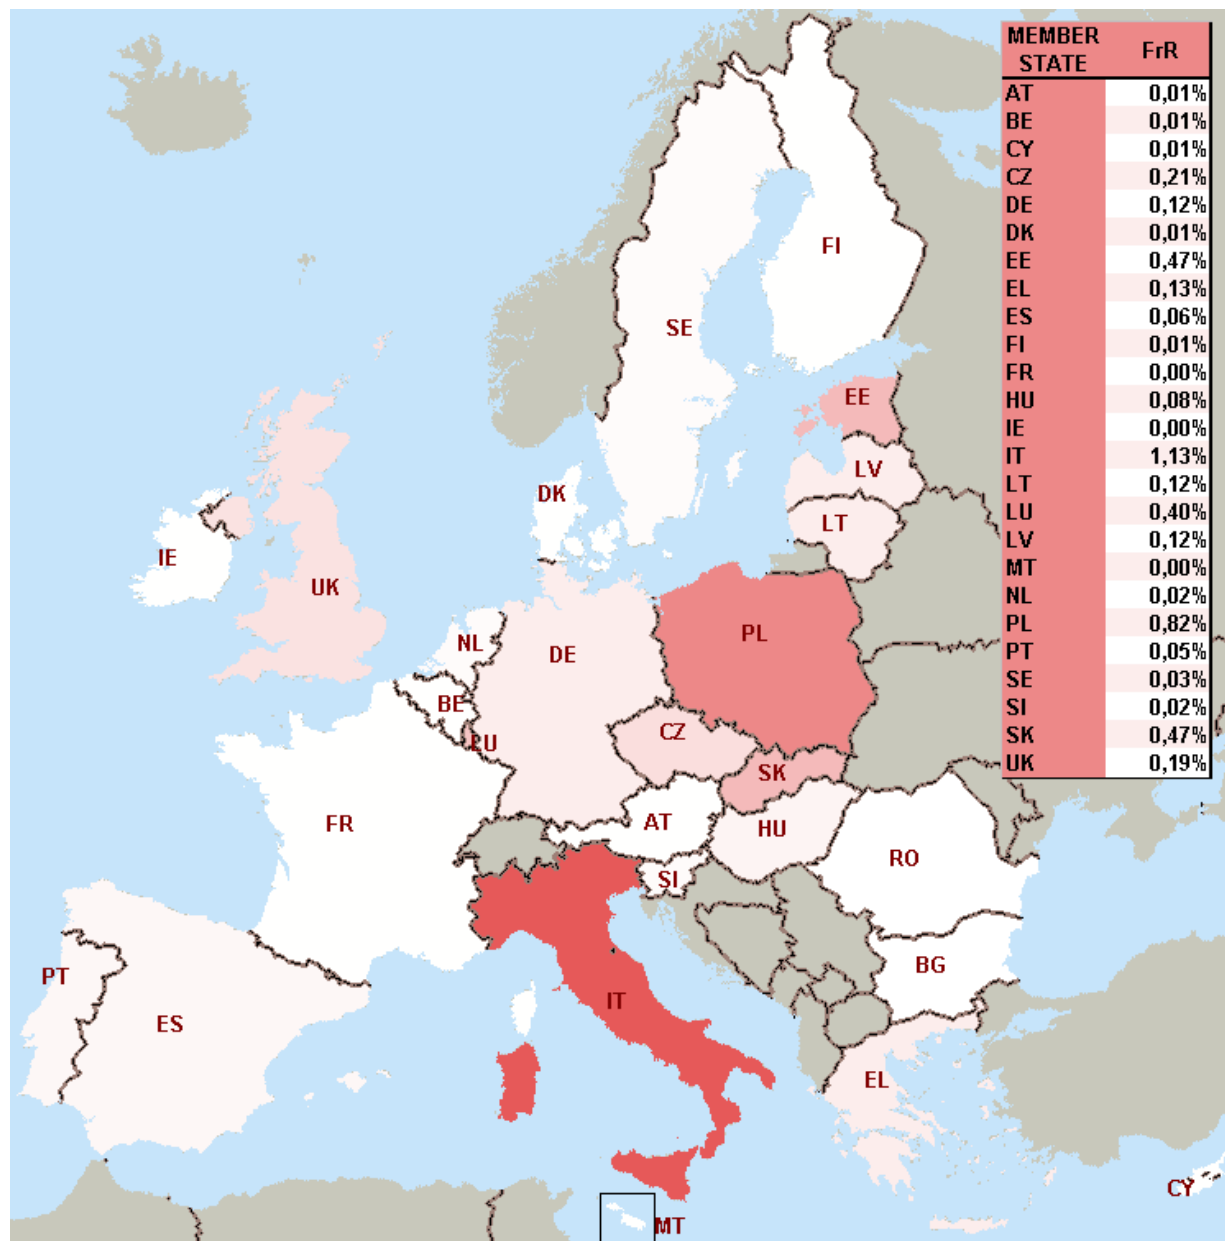 MEMBER STATE FrR
AT 0,01%
BE 0,01%
CY 0,01%
CZ 0,21%
DE 0,12%
DK 0,01%
EE 0,47%
EL 0,13%
ES 0,06%
FI 0,01%
FR 0,00%
HU 0,08%
IE 0,00%
IT 1,13%
LT 0,12%
LU 0,40%
LV 0,12%
MT 0,00%
NL 0,02%
PL 0,82%
PT 0,05%
SE 0,03%
SI 0,02%
SK 0,47%
UK 0,19%
FI
SE
EE
LV
DK
LT
IE
UK
PL
NL
DE
BE
CZ
LU
SK
FR
AT
HU
RO
SI
BG
PT
IT
ES
EL
CY
MT